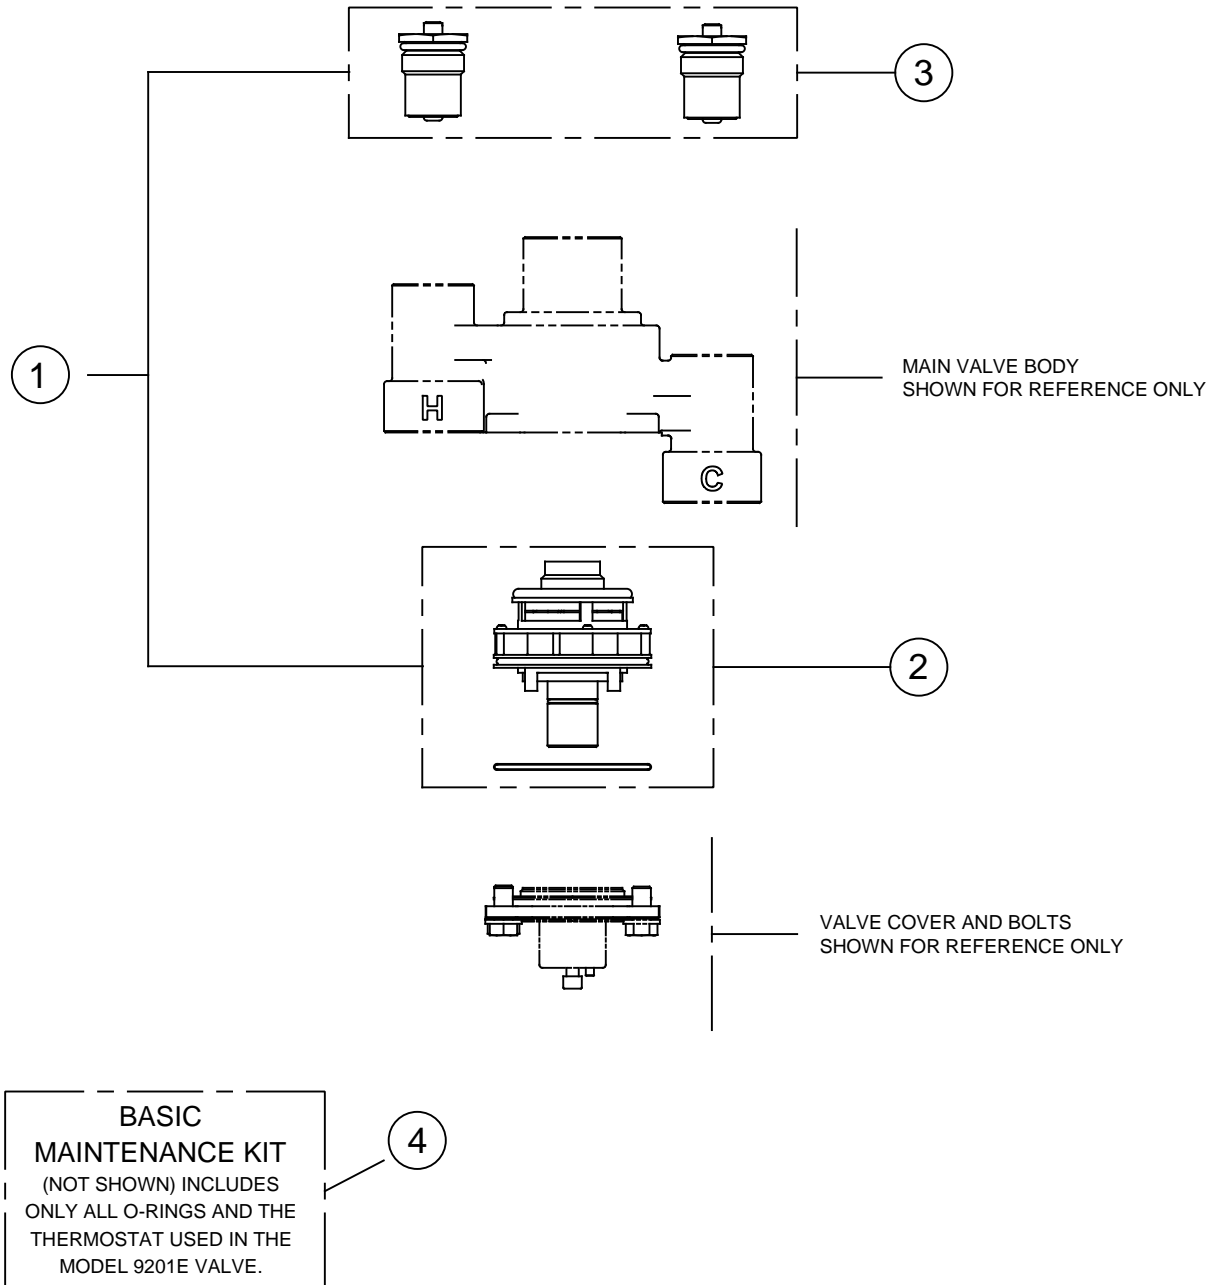 3
1
MAIN VALVE BODY
SHOWN FOR REFERENCE ONLY
H
C
2
VALVE COVER AND BOLTS
SHOWN FOR REFERENCE ONLY
BASIC
MAINTENANCE KIT
(NOT SHOWN) INCLUDES
ONLY ALL O-RINGS AND THE
THERMOSTAT USED IN THE
MODEL 9201E VALVE.
4